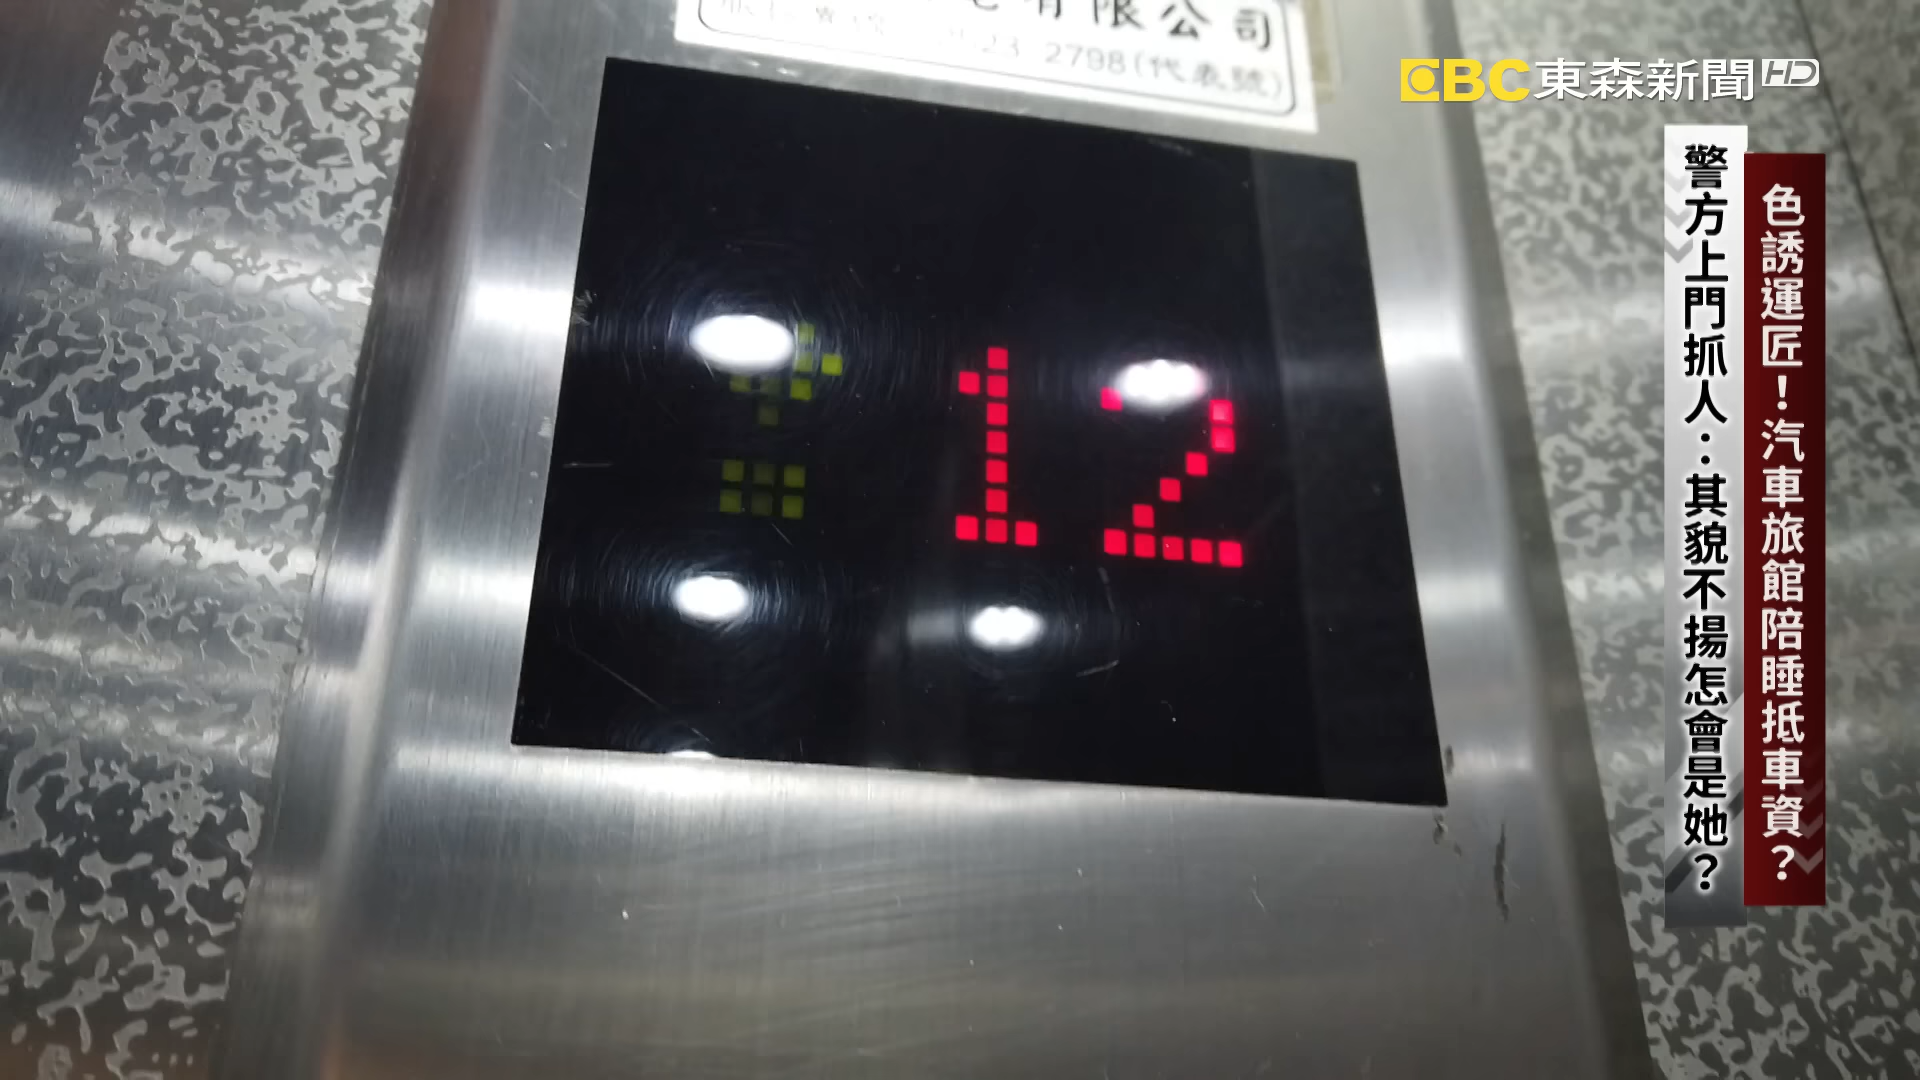 有限公司
2798(代表號)
EBC東森新聞HD
12
色誘運匠！汽車旅館陪睡抵車資？
警方上門抓人：其貌不揚怎會是她？